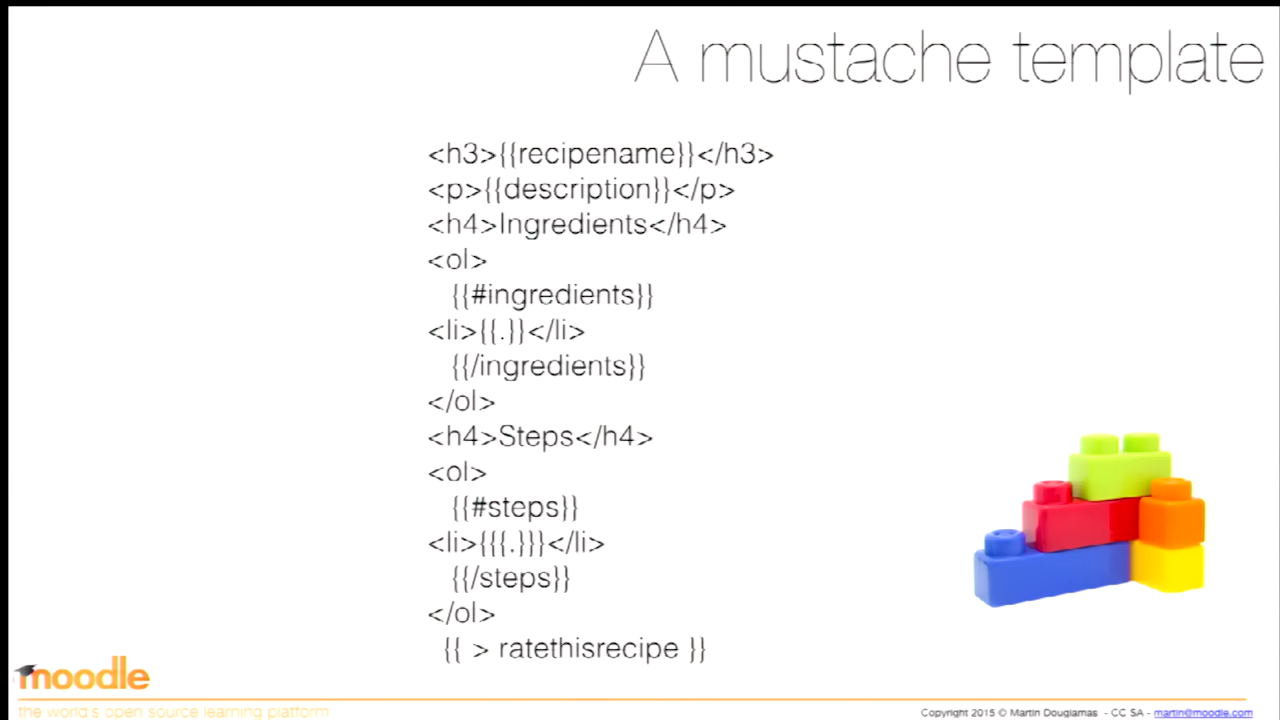 A mustache template
<h3>{{recipename}}</h3>
<p>{{description}}</p>
<h4>Ingredients</h4>
<ol>
{{#ingredients}}
<li>{{.}}</li>
{{/ingredients}}
</ol>
<h4>Steps</h4>
<ol>
{{#steps}}
<li>{{{.}}}</li>
{{/steps}}
</ol>
{{ > ratethisrecipe }}
moodle
the world's open source learning platform
Copyright 2015 © Martin Dougiamas - CC SA - martin@moodle.com